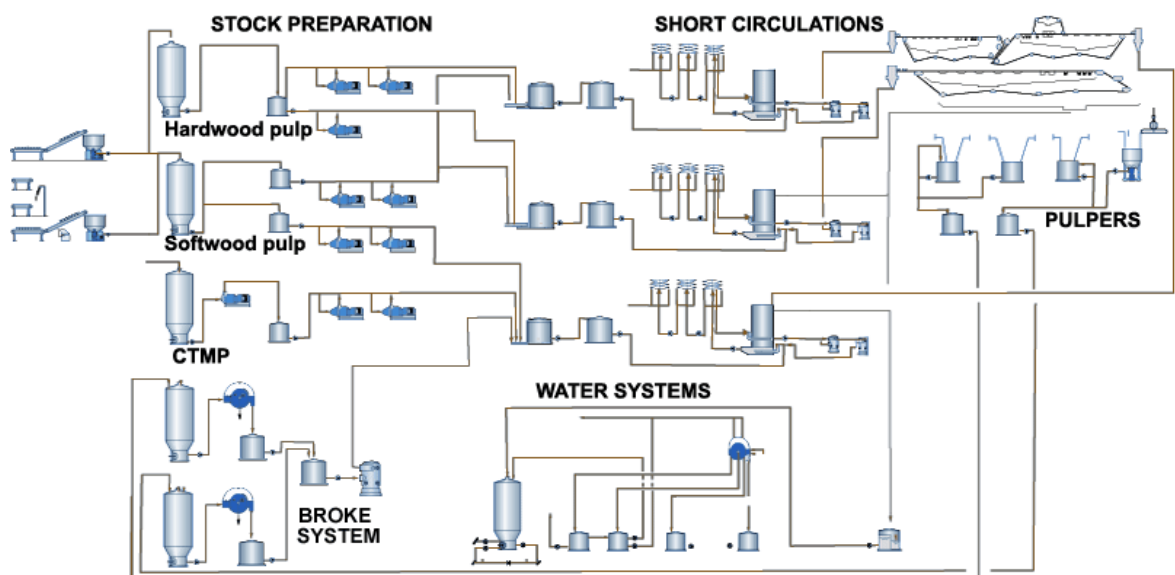 STOCK PREPARATION
SHORT CIRCULATIONS
Hardwood pulp
Softwood pulp
PULPERS
CTMP
WATER SYSTEMS
BROKE
SYSTEM